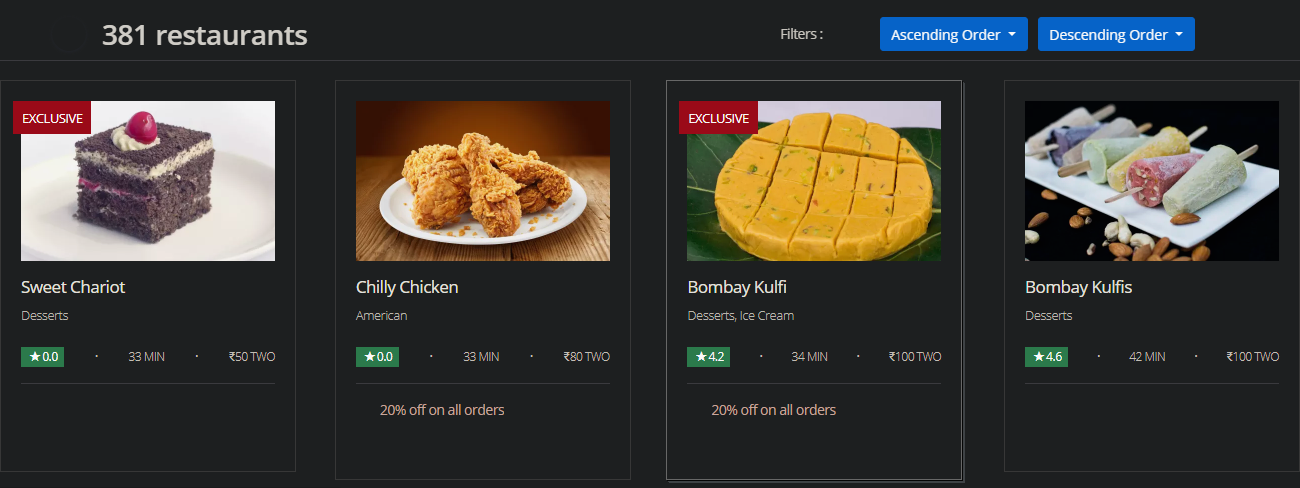 381 restaurants
Filters :
Ascending Order
Descending Order
EXCLUSIVE
Sweet Chariot
Desserts
★ 0.0 · 33 MIN · ₹50 TWO
Chilly Chicken
American
★ 0.0 · 33 MIN · ₹80 TWO
20% off on all orders
EXCLUSIVE
Bombay Kulfi
Desserts, Ice Cream
★ 4.2 · 34 MIN · ₹100 TWO
20% off on all orders
Bombay Kulfis
Desserts
★ 4.6 · 42 MIN · ₹100 TWO